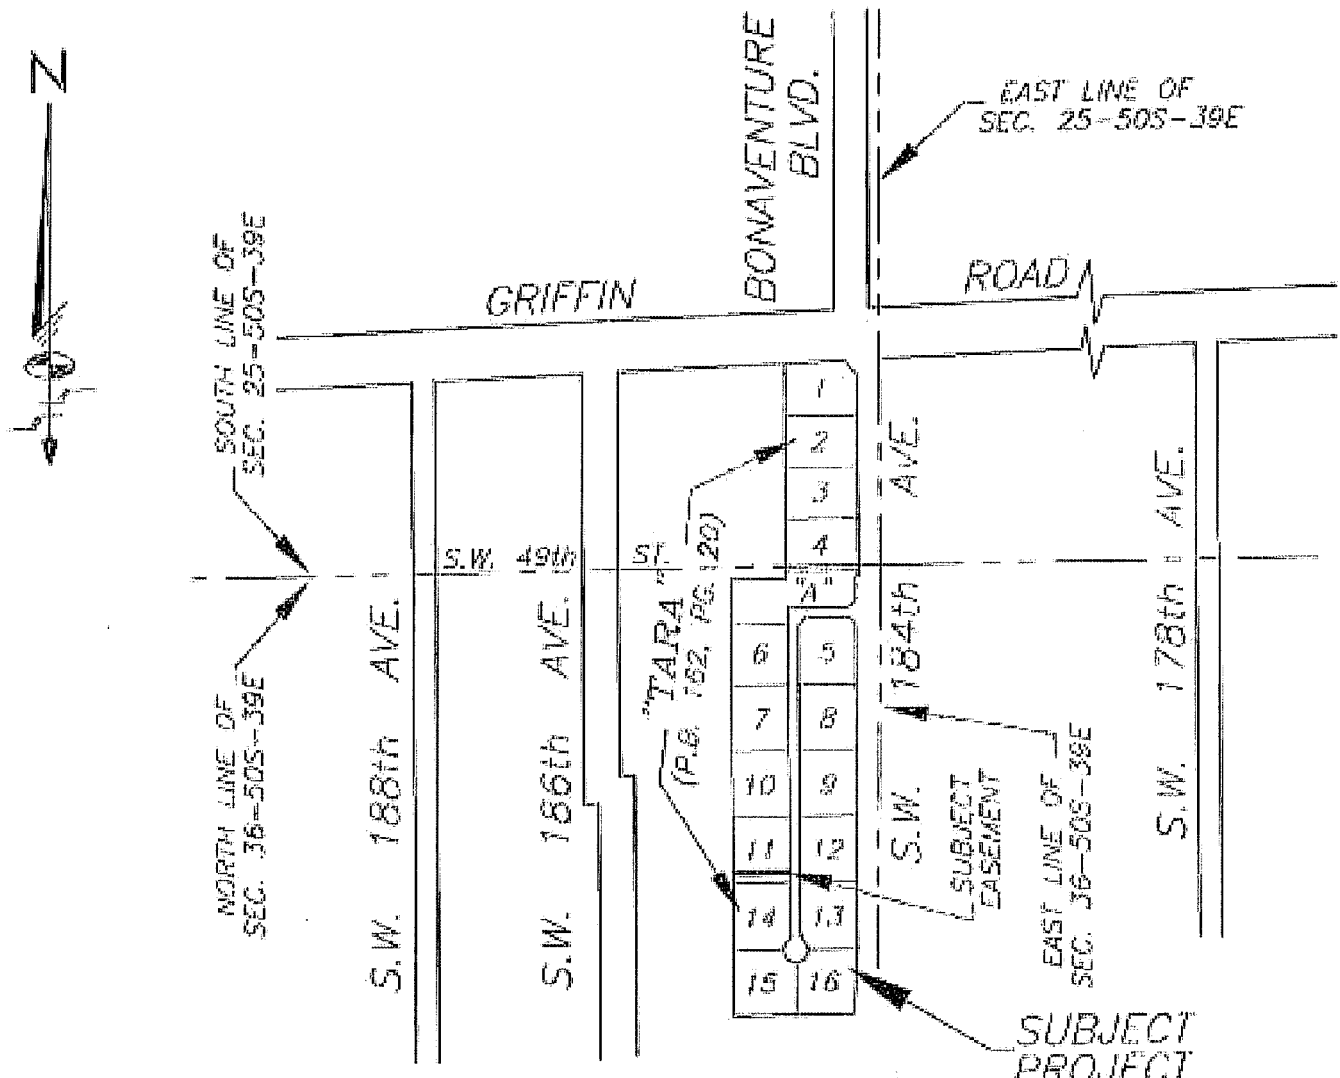 N
BONAVENTURE
BLVD.
EAST LINE OF
SEC. 25-50S-39E
SOUTH LINE OF
SEC. 25-50S-39E
GRIFFIN
ROAD
1
2
3
4
"A"
S.W. 49th ST.
"TARA"
(P.B. 162, PG. 120)
6
5
7
8
10
9
11
12
14
13
15
16
NORTH LINE OF
SEC. 36-50S-39E
S.W. 188th AVE.
S.W. 186th AVE.
S.W. 184th AVE.
S.W. 178th AVE.
SUBJECT
EASEMENT
EAST LINE OF
SEC. 36-50S-39E
SUBJECT
PROJECT